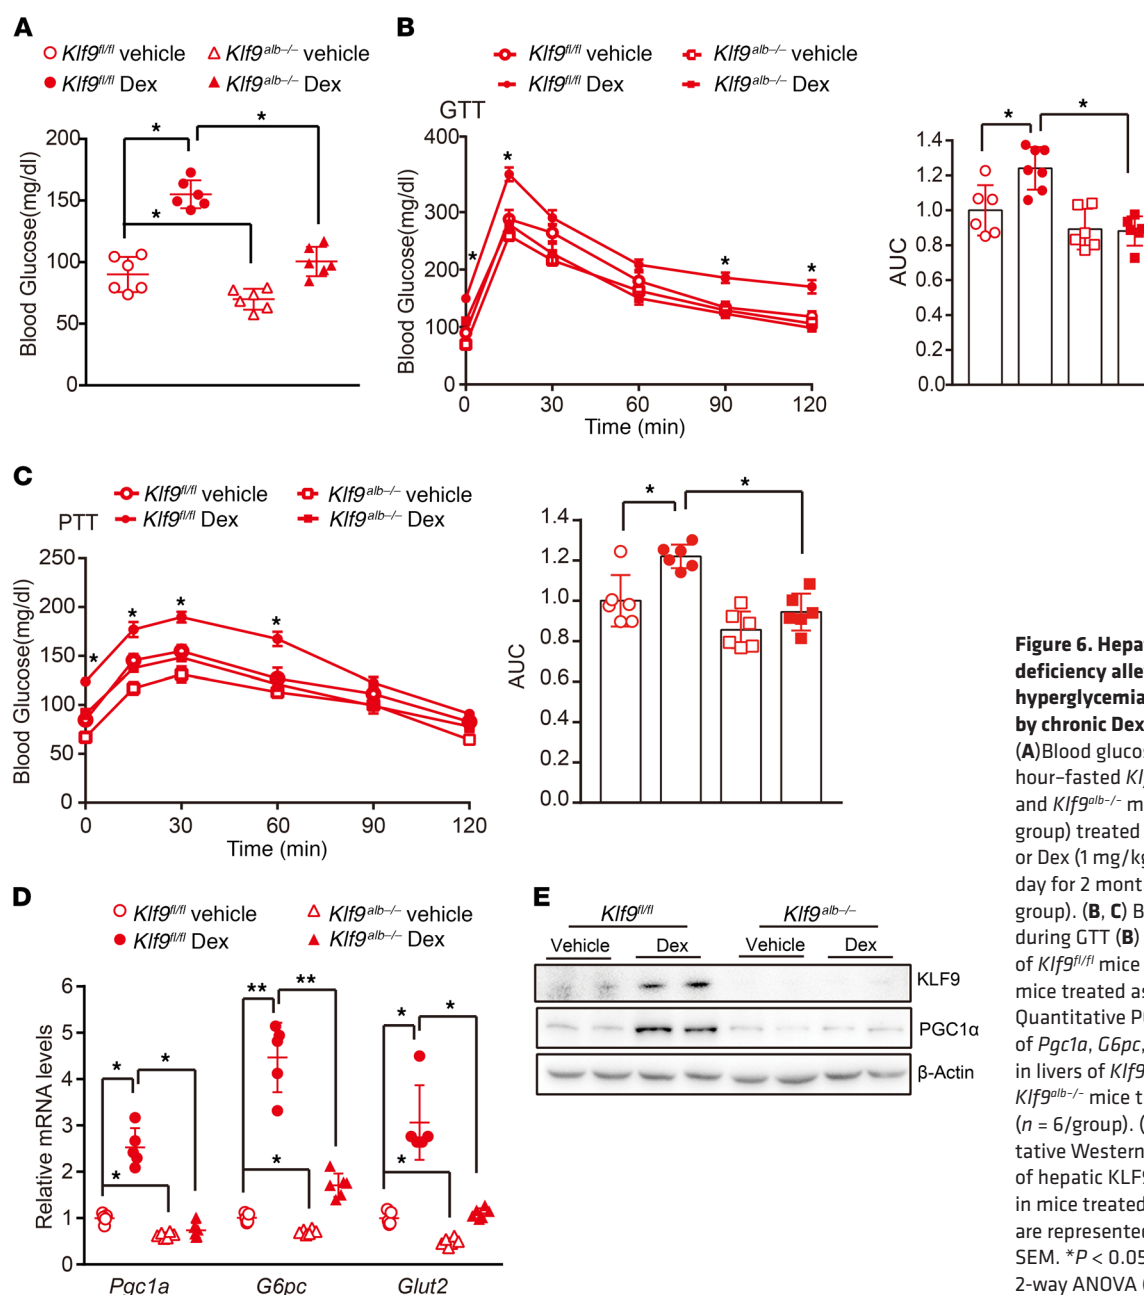 A
Klf9fl/fl vehicle
Klf9alb–/– vehicle
Klf9fl/fl Dex
Klf9alb–/– Dex
Blood Glucose(mg/dl)
200
150
100
50
0
*
*
*
B
Klf9fl/fl vehicle
Klf9alb–/– vehicle
Klf9fl/fl Dex
Klf9alb–/– Dex
GTT
Blood Glucose(mg/dl)
400
300
200
100
0
*
*
*
*
0 30 60 90 120
Time (min)
AUC
1.4
1.2
1.0
0.8
0.6
0.4
0.2
0.0
*
*
C
Klf9fl/fl vehicle
Klf9alb–/– vehicle
Klf9fl/fl Dex
Klf9alb–/– Dex
PTT
Blood Glucose(mg/dl)
250
200
150
100
50
0
*
*
*
*
0 30 60 90 120
Time (min)
AUC
1.4
1.2
1.0
0.8
0.6
0.4
0.2
0.0
*
*
D
Klf9fl/fl vehicle
Klf9alb–/– vehicle
Klf9fl/fl Dex
Klf9alb–/– Dex
Relative mRNA levels
6
5
4
3
2
1
0
*
*
*
**
**
*
*
*
*
Pgc1a G6pc Glut2
E
Klf9fl/fl Klf9alb–/–
Vehicle Dex Vehicle Dex
KLF9
PGC1α
β-Actin
Figure 6. Hepa
deficiency alle
hyperglycemia
by chronic Dex
(A)Blood glucos
hour–fasted Klf
and Klf9alb–/– m
group) treated
or Dex (1 mg/kg
day for 2 mont
group). (B, C) B
during GTT (B)
of Klf9fl/fl mice
mice treated as
Quantitative P
of Pgc1a, G6pc,
in livers of Klf9
Klf9alb–/– mice t
(n = 6/group). (
tative Western
of hepatic KLF9
in mice treated
are represented
SEM. *P < 0.05
2-way ANOVA (